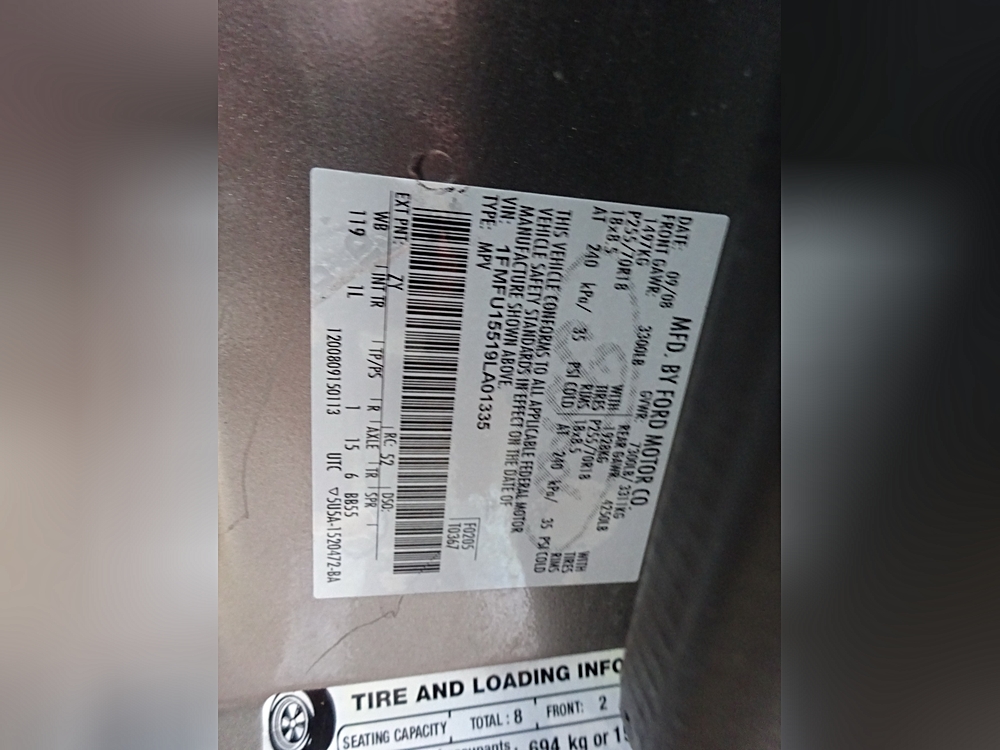 MFD. BY FORD MOTOR CO.
DATE: 09/08 GVWR: 7300LB/ 3311KG
FRONT GAWR: 3300LB REAR GAWR: 4250LB
1497KG WITH 1928KG WITH
P255/70R18 TIRES P255/70R18 TIRES
18x8.5 RIMS 18x8.5 RIMS
AT 240 kPa/ 35 PSI COLD AT 240 kPa/ 35 PSI COLD
THIS VEHICLE CONFORMS TO ALL APPLICABLE FEDERAL MOTOR
VEHICLE SAFETY STANDARDS IN EFFECT ON THE DATE OF
MANUFACTURE SHOWN ABOVE.
VIN: 1FMFU15519LA01335
TYPE: MPV
F0205
T0367
EXT PNT: ZY RC: 52 DSO:
WB INT TR TP/PS R AXLE TR SPR
119 1L 1 15 6 BB55
1200809150113 UTC 5U5A-1520472-BA
TIRE AND LOADING INFO
SEATING CAPACITY TOTAL: 8 FRONT: 2
694 kg or